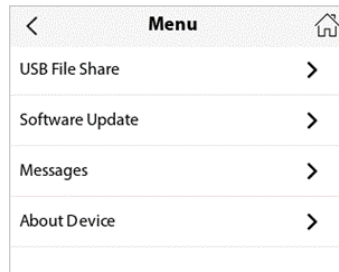 Menu
USB File Share
Software Update
Messages
About Device